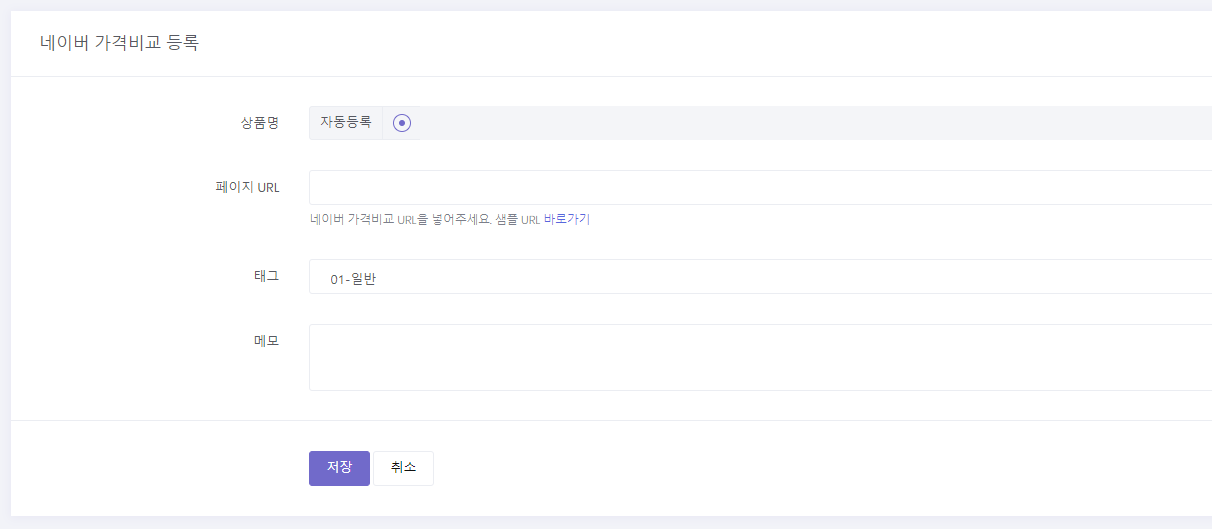 네이버 가격비교 등록
상품명 자동등록
페이지 URL
네이버 가격비교 URL을 넣어주세요. 샘플 URL 바로가기
태그 01-일반
메모
저장 취소